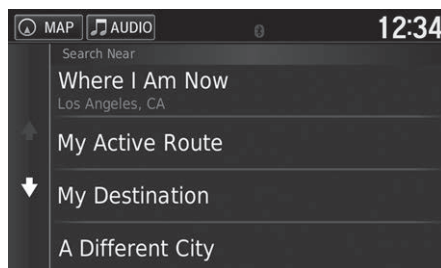 MAP AUDIO 12:34
Search Near
Where I Am Now
Los Angeles, CA
My Active Route
My Destination
A Different City